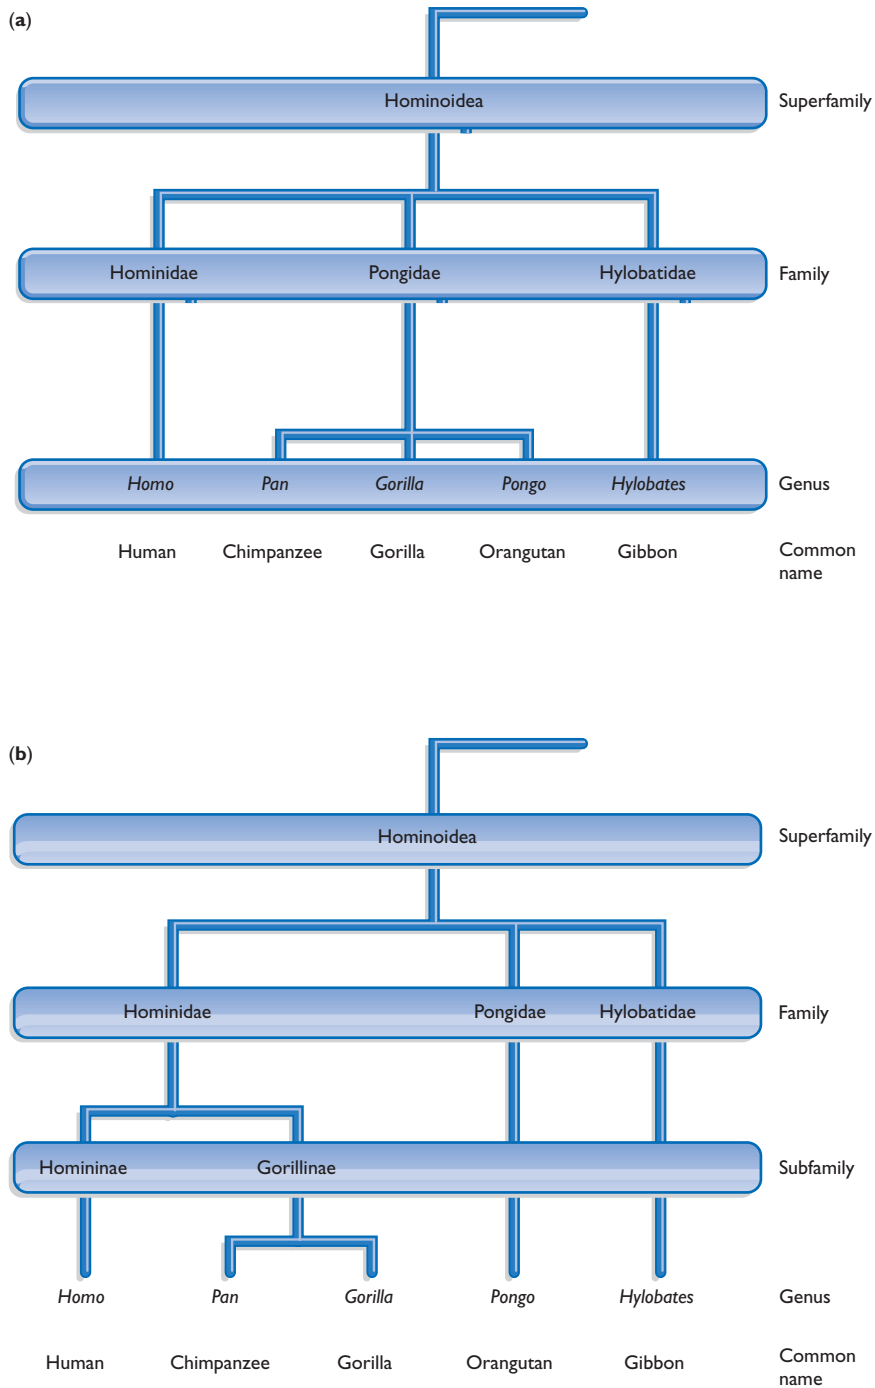 (a)
Hominoidea Superfamily
Hominidae Pongidae Hylobatidae Family
Homo Pan Gorilla Pongo Hylobates Genus
Human Chimpanzee Gorilla Orangutan Gibbon Common
name
(b)
Hominoidea Superfamily
Hominidae Pongidae Hylobatidae Family
Homininae Gorillinae Subfamily
Homo Pan Gorilla Pongo Hylobates Genus
Human Chimpanzee Gorilla Orangutan Gibbon Common
name